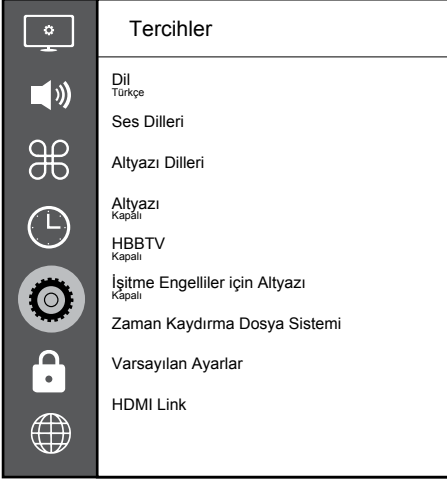 Tercihler
Dil
Türkçe
Ses Dilleri
Altyazı Dilleri
Altyazı
Kapalı
HBBTV
Kapalı
İşitme Engelliler için Altyazı
Kapalı
Zaman Kaydırma Dosya Sistemi
Varsayılan Ayarlar
HDMI Link